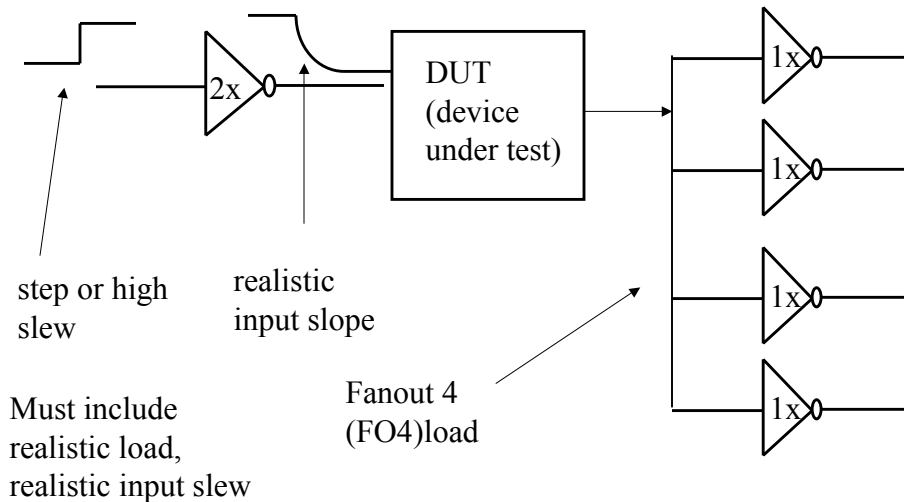 2x
DUT
(device
under test)
1x
1x
1x
1x
step or high
slew
realistic
input slope
Must include
realistic load,
realistic input slew
Fanout 4
(FO4)load